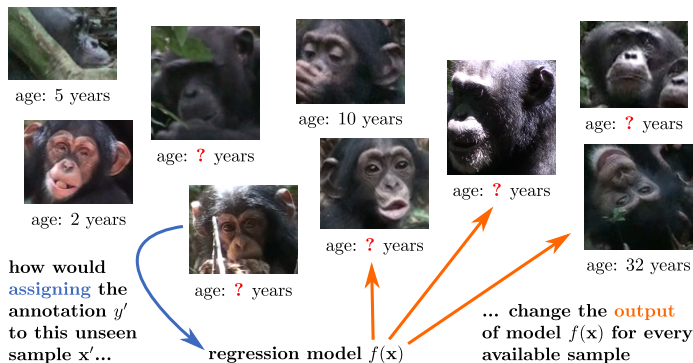 age: 5 years
age: 10 years
age: ? years
age: ? years
age: ? years
age: 2 years
age: ? years
age: 32 years
age: ? years
how would
assigning the
annotation y′
to this unseen
sample x′...
regression model f(x)
... change the output
of model f(x) for every
available sample